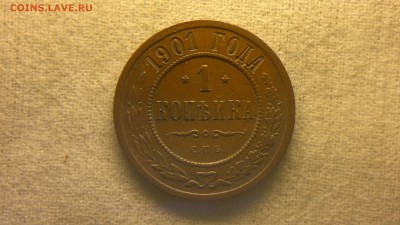 COINS.LAVE.RU
1901 ГОДА
* 1 *
КОПѢЙКА
С.П.Б.